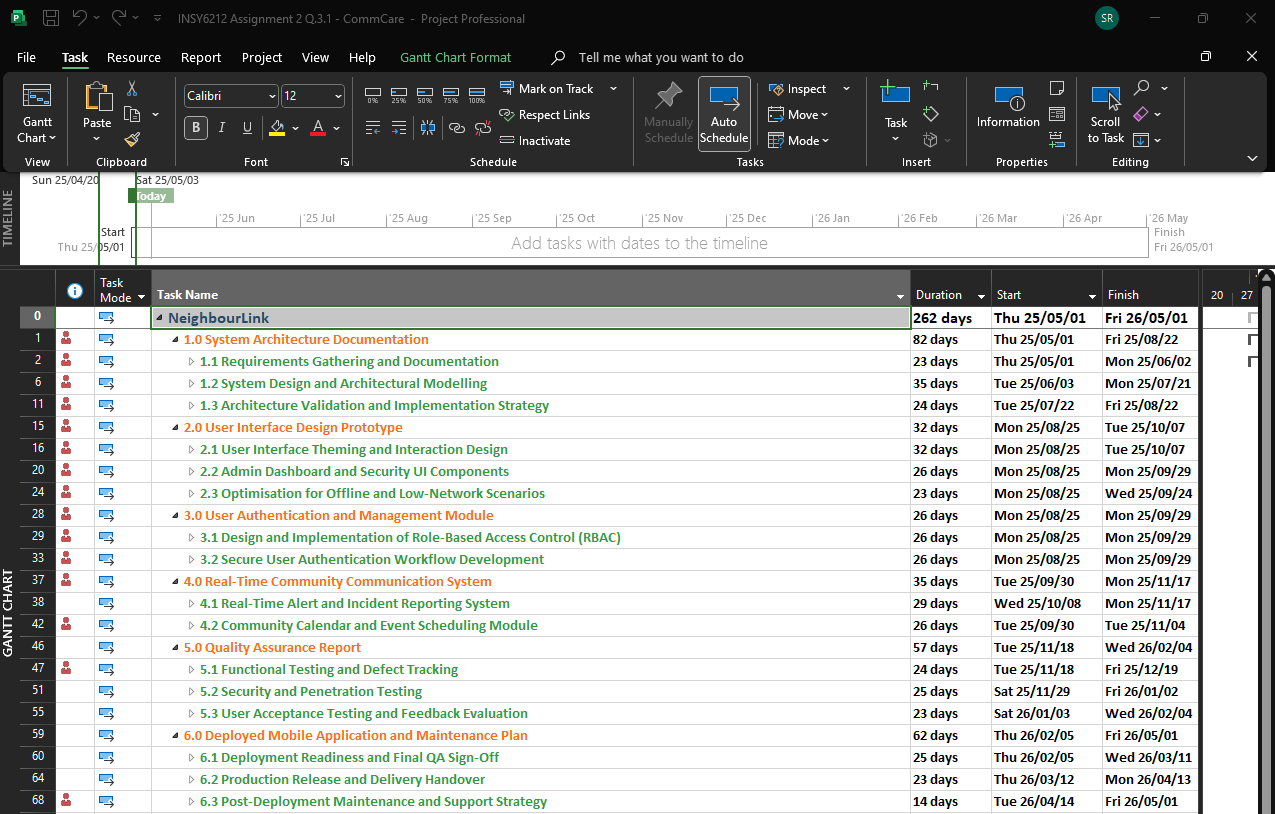 INSY6212 Assignment 2 Q.3.1 - CommCare - Project Professional
SR
File Task Resource Report Project View Help Gantt Chart Format Tell me what you want to do
Gantt Chart
View
Paste
Clipboard
Calibri 12
B I U A
Font
0% 25% 50% 75% 100%
Mark on Track
Respect Links
Inactivate
Schedule
Manually Schedule
Auto Schedule
Inspect
Move
Mode
Tasks
Task
Insert
Information
Properties
Scroll to Task
Editing
TIMELINE
Sun 25/04/20 Sat 25/05/03
Today
'25 Jun '25 Jul '25 Aug '25 Sep '25 Oct '25 Nov '25 Dec '26 Jan '26 Feb '26 Mar '26 Apr '26 May
Start
Thu 25/05/01
Add tasks with dates to the timeline
Finish
Fri 26/05/01
GANTT CHART
Task Mode Task Name Duration Start Finish 20 27
0 NeighbourLink 262 days Thu 25/05/01 Fri 26/05/01
1 1.0 System Architecture Documentation 82 days Thu 25/05/01 Fri 25/08/22
2 1.1 Requirements Gathering and Documentation 23 days Thu 25/05/01 Mon 25/06/02
6 1.2 System Design and Architectural Modelling 35 days Tue 25/06/03 Mon 25/07/21
11 1.3 Architecture Validation and Implementation Strategy 24 days Tue 25/07/22 Fri 25/08/22
15 2.0 User Interface Design Prototype 32 days Mon 25/08/25 Tue 25/10/07
16 2.1 User Interface Theming and Interaction Design 32 days Mon 25/08/25 Tue 25/10/07
20 2.2 Admin Dashboard and Security UI Components 26 days Mon 25/08/25 Mon 25/09/29
24 2.3 Optimisation for Offline and Low-Network Scenarios 23 days Mon 25/08/25 Wed 25/09/24
28 3.0 User Authentication and Management Module 26 days Mon 25/08/25 Mon 25/09/29
29 3.1 Design and Implementation of Role-Based Access Control (RBAC) 26 days Mon 25/08/25 Mon 25/09/29
33 3.2 Secure User Authentication Workflow Development 26 days Mon 25/08/25 Mon 25/09/29
37 4.0 Real-Time Community Communication System 35 days Tue 25/09/30 Mon 25/11/17
38 4.1 Real-Time Alert and Incident Reporting System 29 days Wed 25/10/08 Mon 25/11/17
42 4.2 Community Calendar and Event Scheduling Module 26 days Tue 25/09/30 Tue 25/11/04
46 5.0 Quality Assurance Report 57 days Tue 25/11/18 Wed 26/02/04
47 5.1 Functional Testing and Defect Tracking 24 days Tue 25/11/18 Fri 25/12/19
51 5.2 Security and Penetration Testing 25 days Sat 25/11/29 Fri 26/01/02
55 5.3 User Acceptance Testing and Feedback Evaluation 23 days Sat 26/01/03 Wed 26/02/04
59 6.0 Deployed Mobile Application and Maintenance Plan 62 days Thu 26/02/05 Fri 26/05/01
60 6.1 Deployment Readiness and Final QA Sign-Off 25 days Thu 26/02/05 Wed 26/03/11
64 6.2 Production Release and Delivery Handover 23 days Thu 26/03/12 Mon 26/04/13
68 6.3 Post-Deployment Maintenance and Support Strategy 14 days Tue 26/04/14 Fri 26/05/01